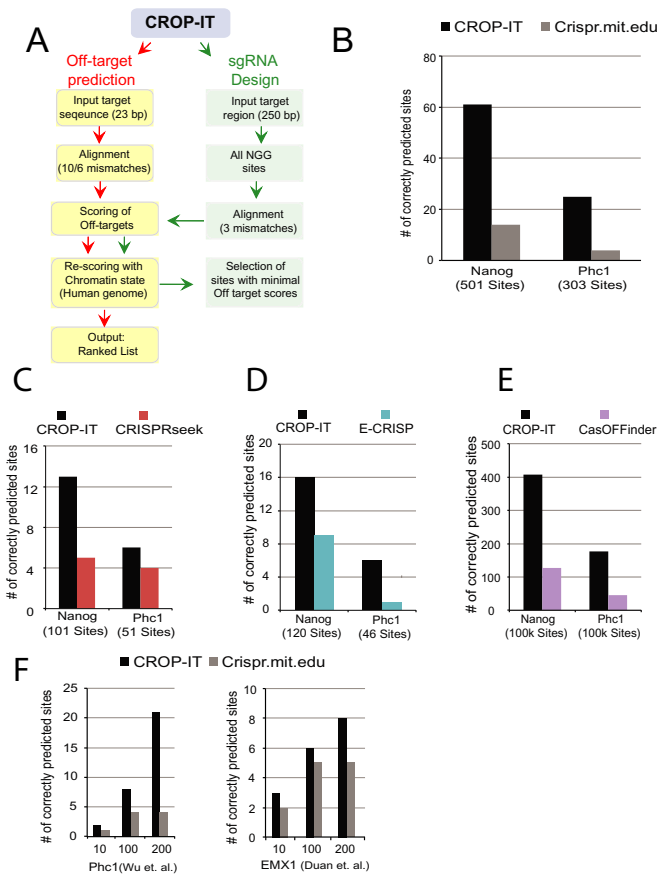 CROP-IT
A
Off-target
prediction
sgRNA
Design
Input target
seqeunce (23 bp)
Input target
region (250 bp)
Alignment
(10/6 mismatches)
All NGG
sites
Scoring of
Off-targets
Alignment
(3 mismatches)
Re-scoring with
Chromatin state
(Human genome)
Selection of
sites with minimal
Off target scores
Output:
Ranked List
B
CROP-IT
Crispr.mit.edu
# of correctly predicted sites
80
60
40
20
0
Nanog
(501 Sites)
Phc1
(303 Sites)
C
CROP-IT
CRISPRseek
# of correctly predicted sites
16
12
8
4
0
Nanog
(101 Sites)
Phc1
(51 Sites)
D
CROP-IT
E-CRISP
# of correctly predicted sites
20
16
12
8
4
0
Nanog
(120 Sites)
Phc1
(46 Sites)
E
CROP-IT
CasOFFinder
# of correctly predicted sites
500
400
300
200
100
0
Nanog
(100k Sites)
Phc1
(100k Sites)
F
CROP-IT
Crispr.mit.edu
# of correctly predicted sites
25
20
15
10
5
0
10
100
200
Phc1(Wu et. al.)
# of correctly predicted sites
10
8
6
4
2
0
10
100
200
EMX1 (Duan et. al.)